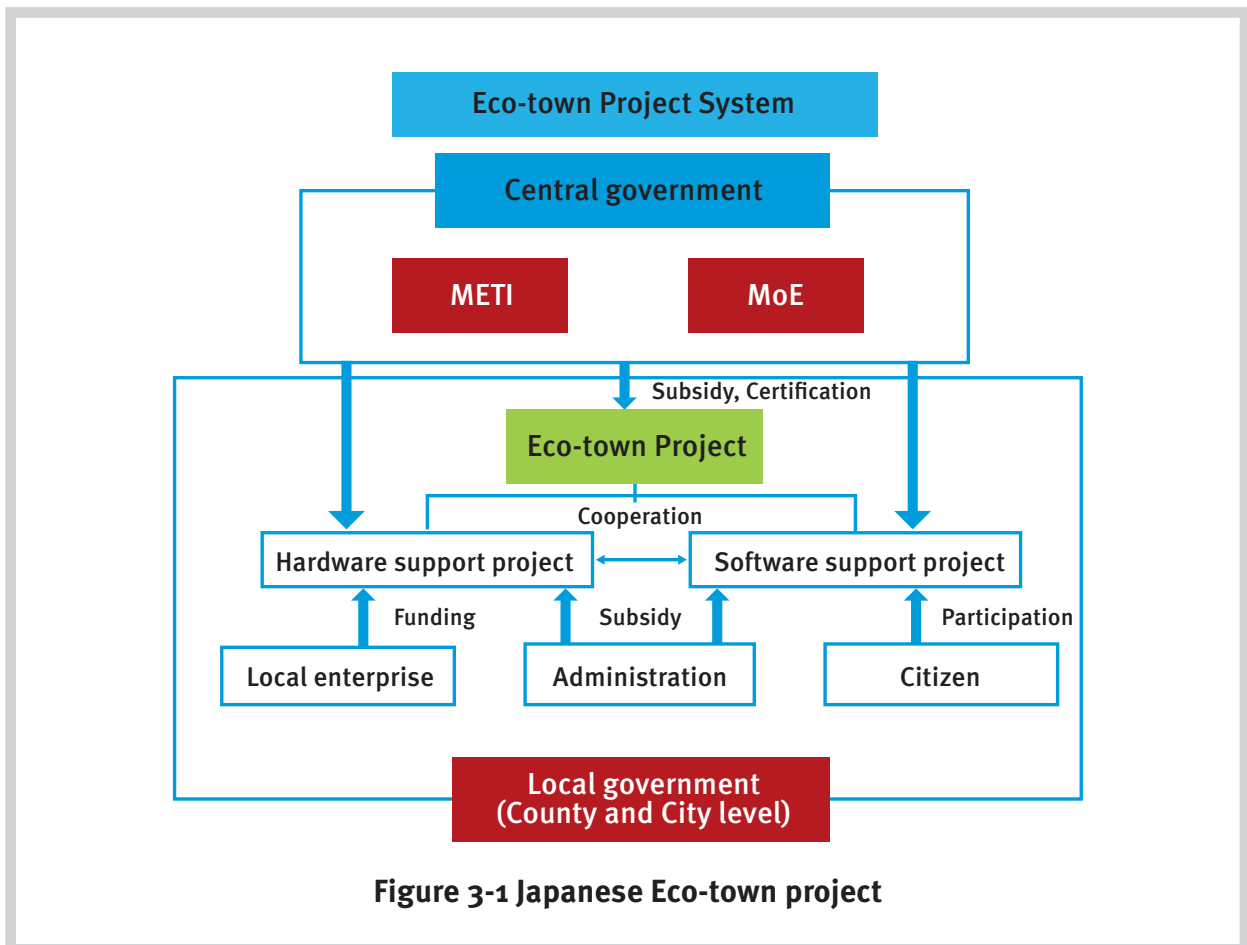 Eco-town Project System
Central government
METI
MoE
Subsidy, Certification
Eco-town Project
Cooperation
Hardware support project
Software support project
Funding
Subsidy
Participation
Local enterprise
Administration
Citizen
Local government
(County and City level)
Figure 3-1 Japanese Eco-town project